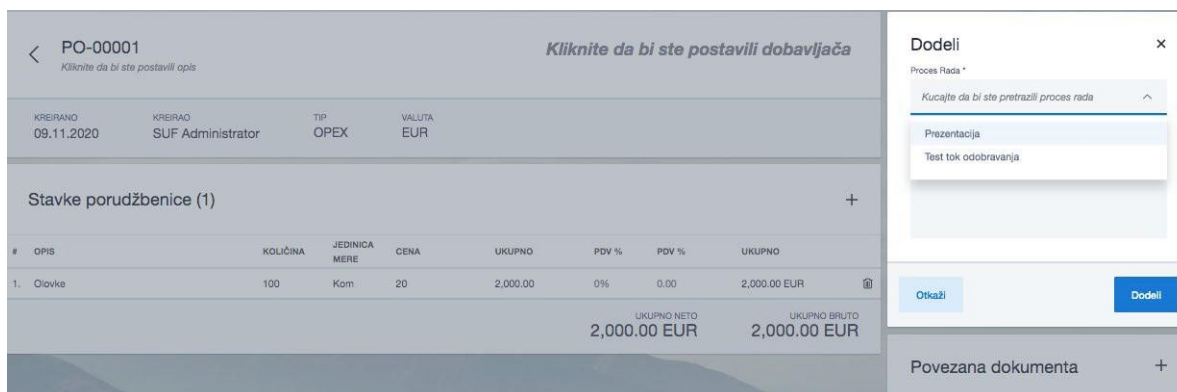 PO-00001
Kliknite da bi ste postavili opis
Kliknite da bi ste postavili dobavljača
KREIRANO KREIRAO TIP VALUTA
09.11.2020 SUF Administrator OPEX EUR
Stavke porudžbenice (1) +
# OPIS KOLIČINA JEDINICA MERE CENA UKUPNO PDV % PDV % UKUPNO
1. Olovke 100 Kom 20 2,000.00 0% 0.00 2,000.00 EUR
UKUPNO NETO UKUPNO BRUTO
2,000.00 EUR 2,000.00 EUR
Dodeli
Proces Rada *
Kucajte da bi ste pretrazili proces rada
Prezentacija
Test tok odobravanja
Otkaži Dodeli
Povezana dokumenta +